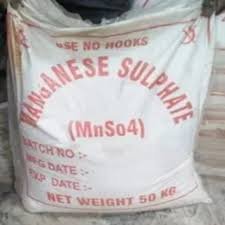 USE NO HOOKS
MANGANESE SULPHATE
(MnSo4)
BATCH NO :-
MFG DATE :-
EXP. DATE:-
NET WEIGHT 50 KG